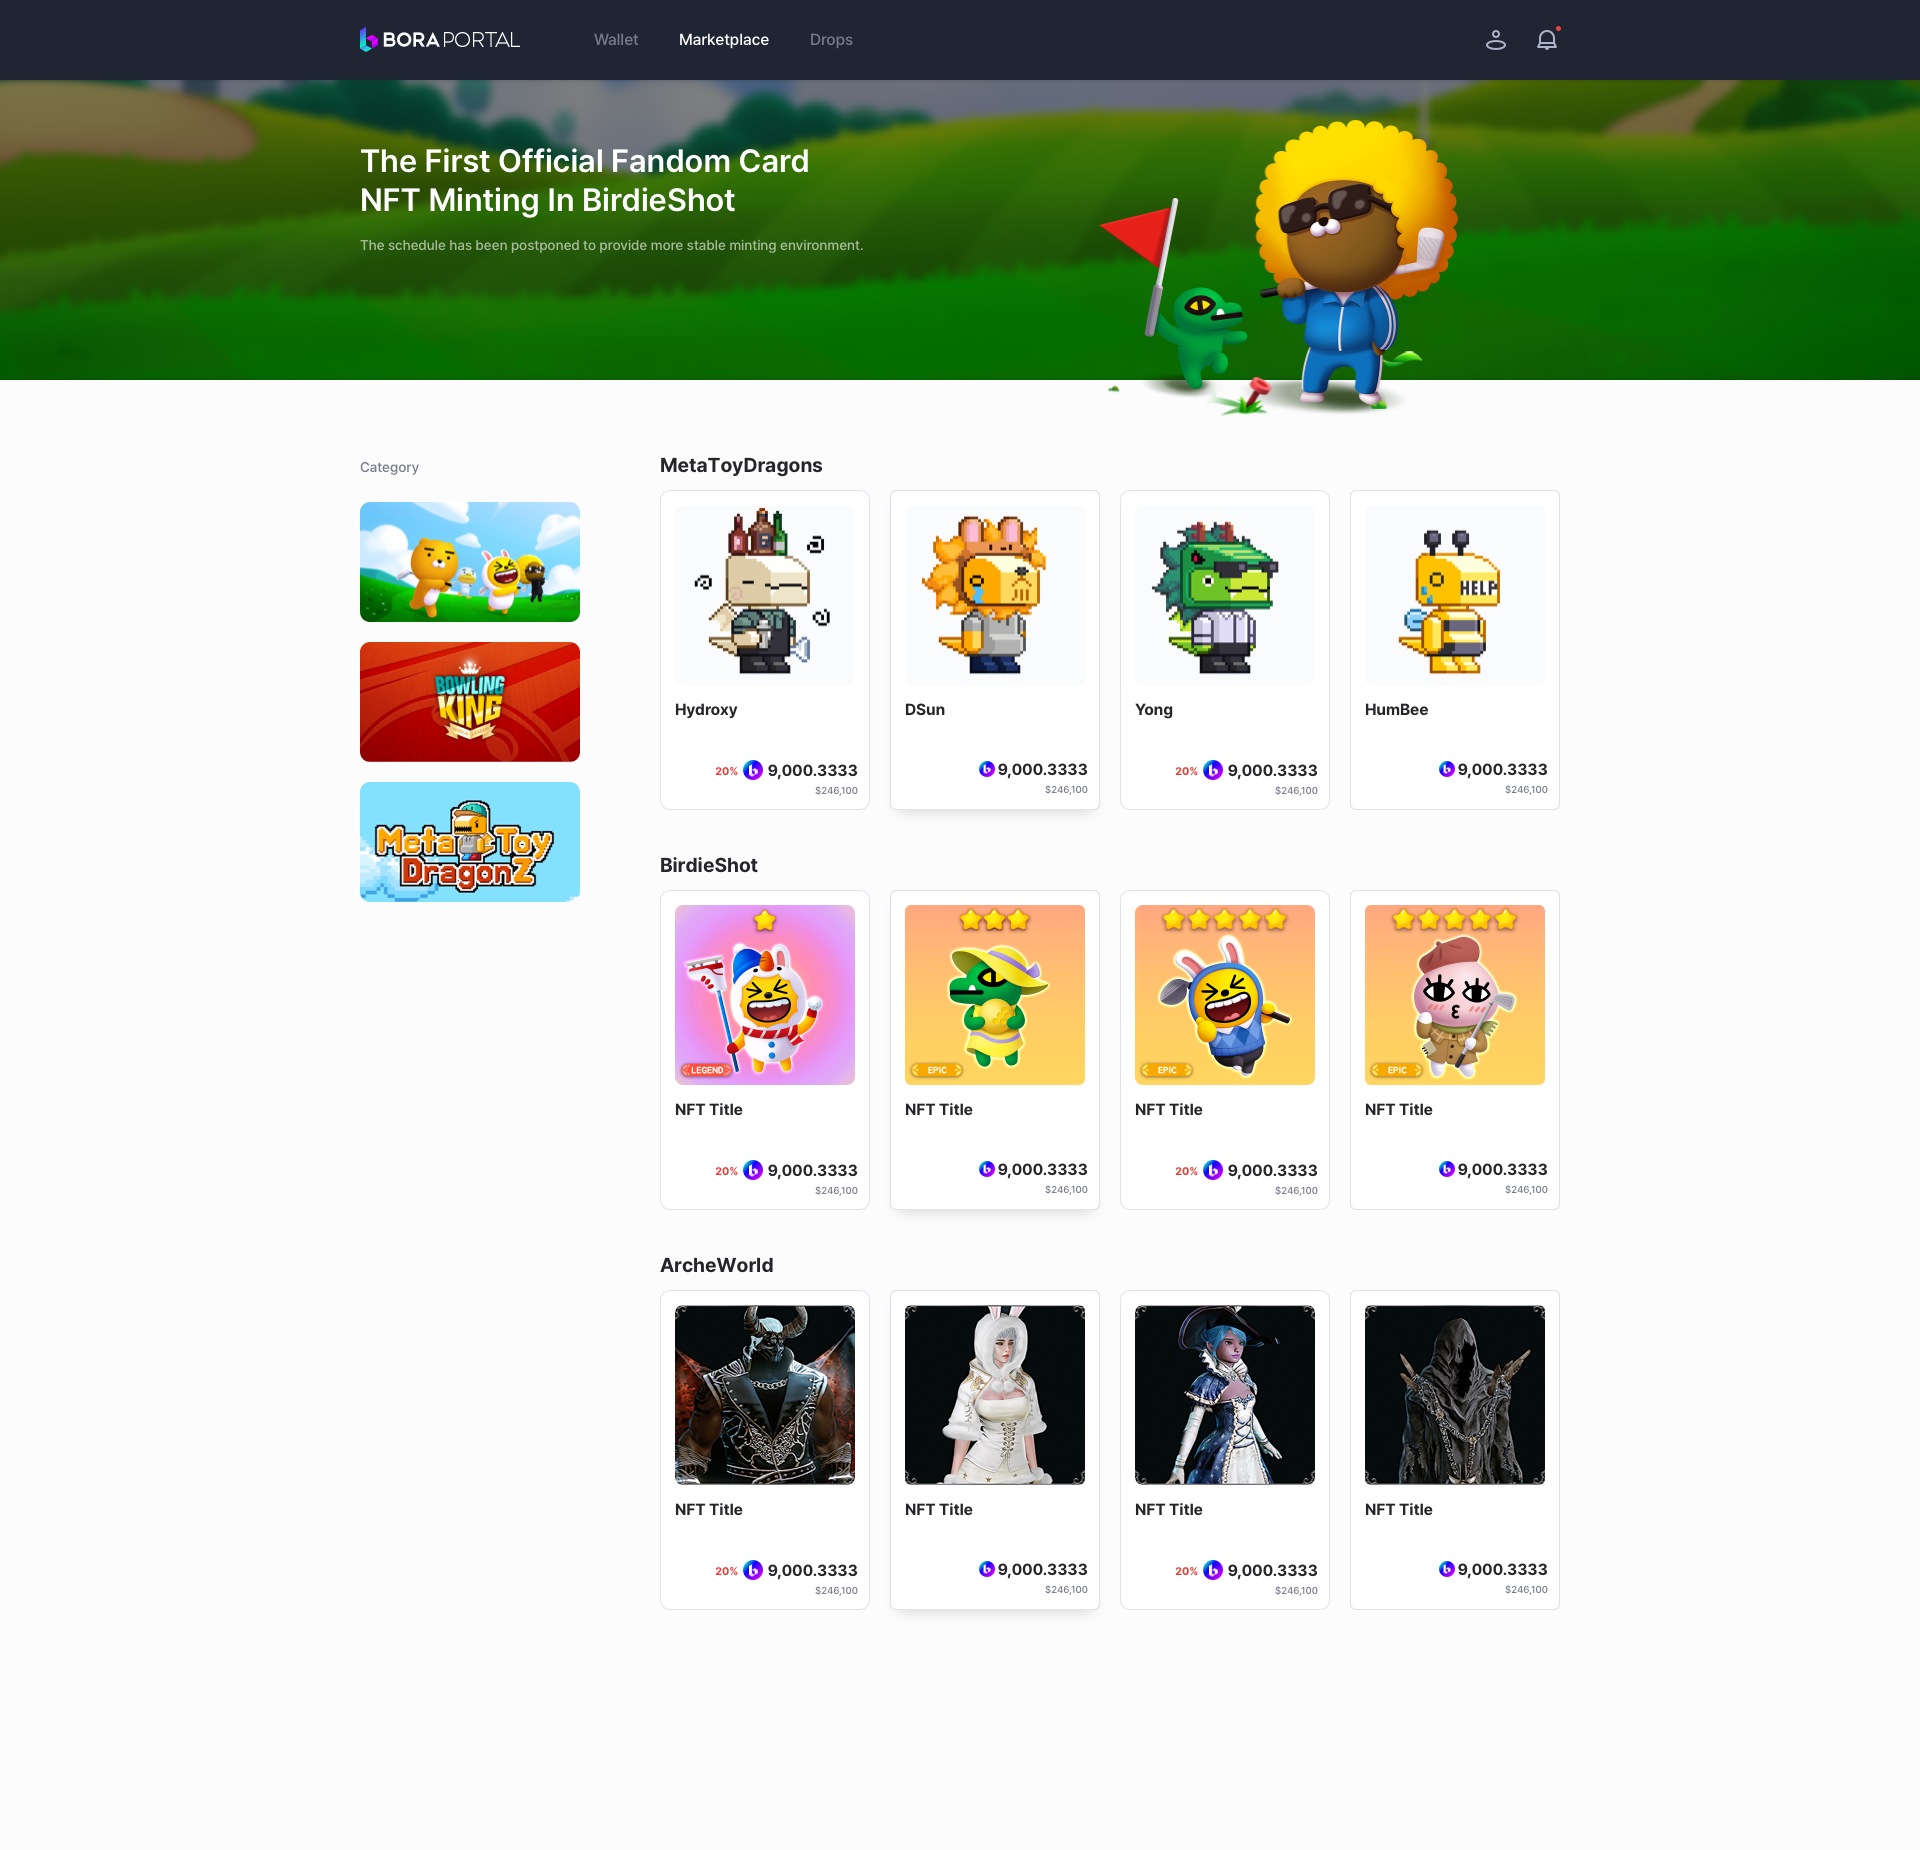 BORA PORTAL
Wallet
Marketplace
Drops
The First Official Fandom Card
NFT Minting In BirdieShot
The schedule has been postponed to provide more stable minting environment.
Category
BOWLING
KING
Meta Toy
DragonZ
MetaToyDragons
HELP
Hydroxy
DSun
Yong
HumBee
20% 9,000.3333
$246,100
9,000.3333
$246,100
20% 9,000.3333
$246,100
9,000.3333
$246,100
BirdieShot
LEGEND
EPIC
EPIC
EPIC
NFT Title
NFT Title
NFT Title
NFT Title
20% 9,000.3333
$246,100
9,000.3333
$246,100
20% 9,000.3333
$246,100
9,000.3333
$246,100
ArcheWorld
NFT Title
NFT Title
NFT Title
NFT Title
20% 9,000.3333
$246,100
9,000.3333
$246,100
20% 9,000.3333
$246,100
9,000.3333
$246,100